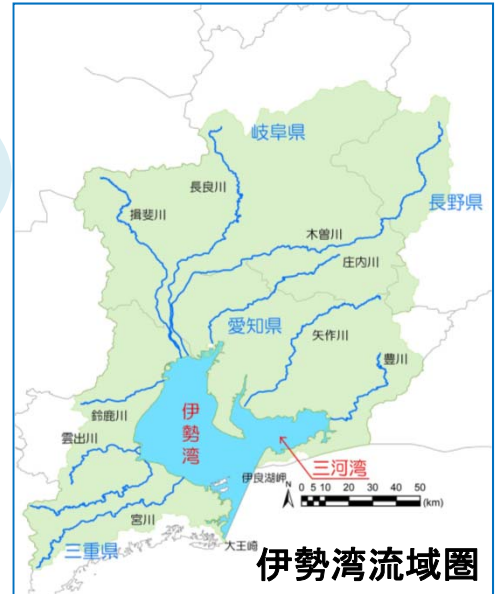 岐阜県
長良川
揖斐川
長野県
木曽川
庄内川
愛知県
矢作川
豊川
鈴鹿川
伊勢湾
雲出川
三河湾
伊良湖岬
N
0 5 10 20 30 40 50
(km)
宮川
三重県
大王崎
伊勢湾流域圏